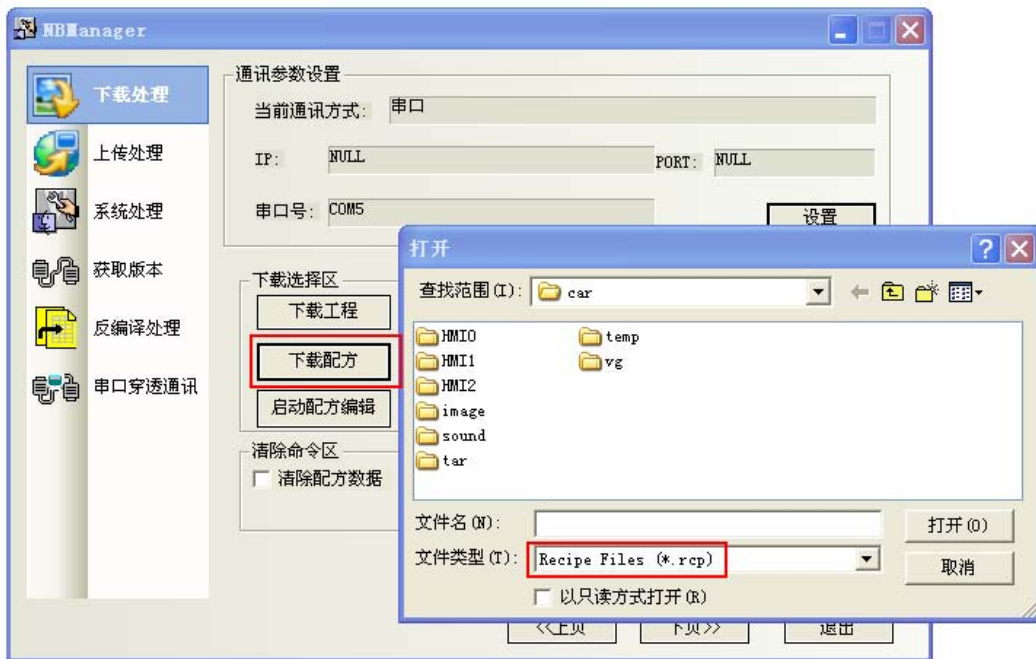 NBManager
下载处理
上传处理
系统处理
获取版本
反编译处理
串口穿透通讯
通讯参数设置
当前通讯方式: 串口
IP: NULL PORT: NULL
串口号: COM5
设置
下载选择区
下载工程
下载配方
启动配方编辑
清除命令区
清除配方数据
打开
查找范围(I): car
HMI0 temp
HMI1 vg
HMI2
image
sound
tar
文件名(N): 打开(O)
文件类型(T): Recipe Files (*.rcp) 取消
以只读方式打开(R)
<<上页 下页>> 退出